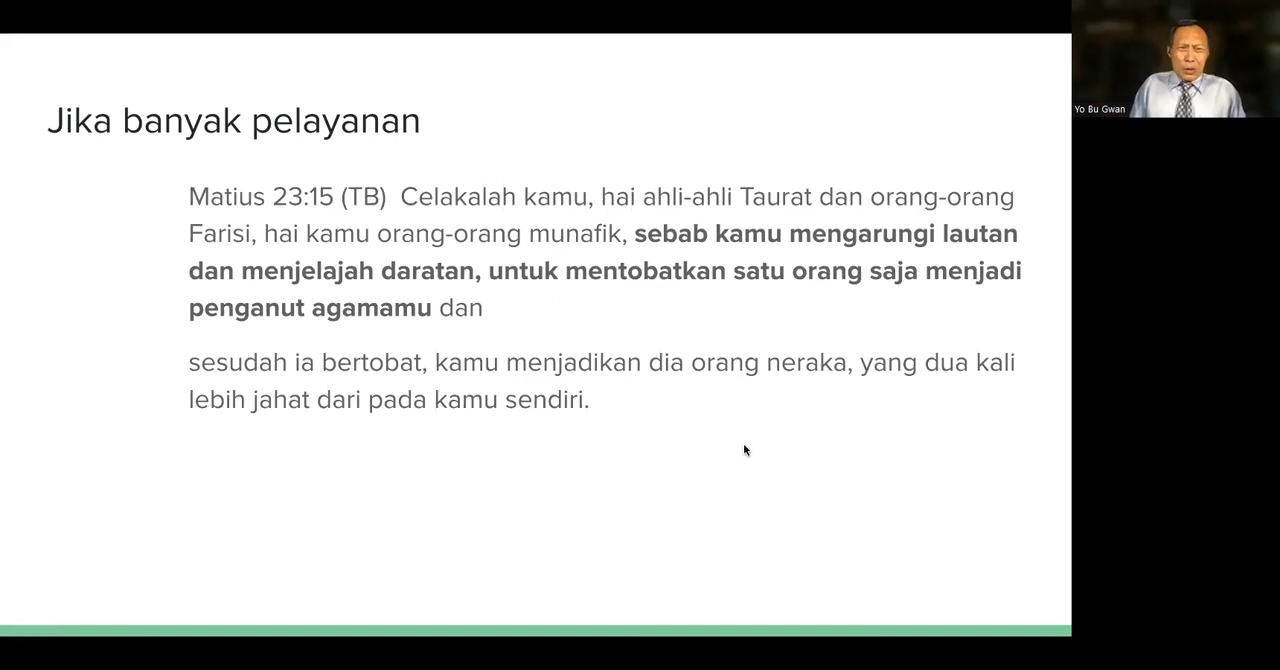 Jika banyak pelayanan
Matius 23:15 (TB)  Celakalah kamu, hai ahli-ahli Taurat dan orang-orang
Farisi, hai kamu orang-orang munafik, sebab kamu mengarungi lautan
dan menjelajah daratan, untuk mentobatkan satu orang saja menjadi
penganut agamamu dan
sesudah ia bertobat, kamu menjadikan dia orang neraka, yang dua kali
lebih jahat dari pada kamu sendiri.
Yo Bu Gwan